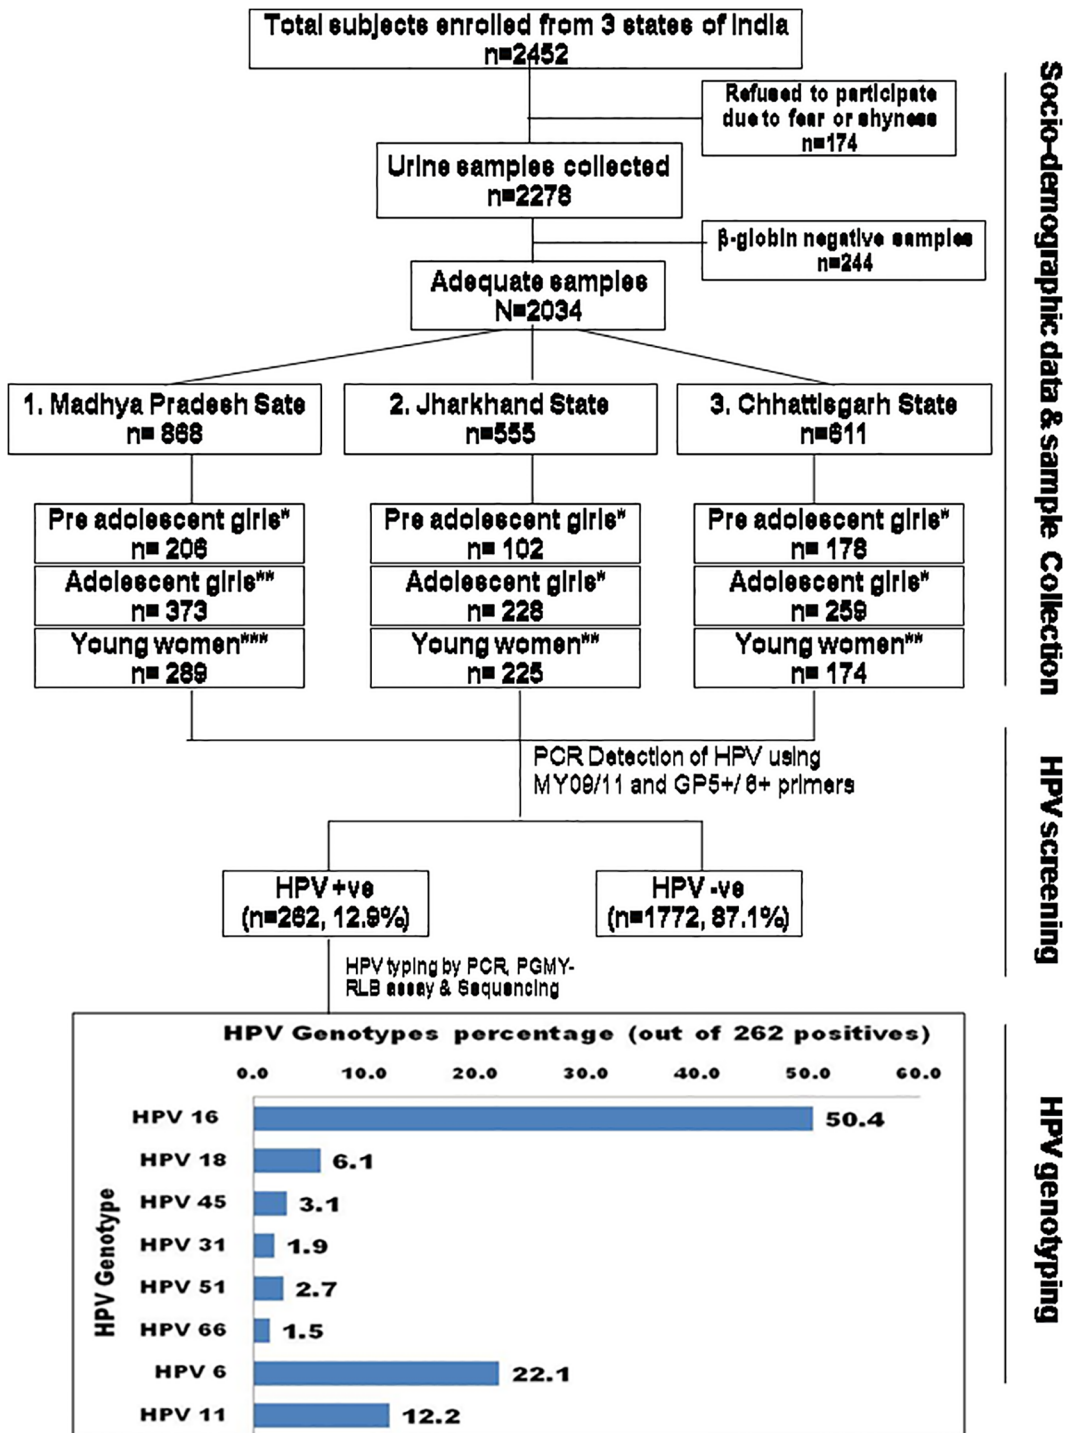 Total subjects enrolled from 3 states of India
n=2452
Refused to participate
due to fear or shyness
n=174
Urine samples collected
n=2278
β-globin negative samples
n=244
Adequate samples
N=2034
1. Madhya Pradesh Sate
n= 868
2. Jharkhand State
n=555
3. Chhattisgarh State
n=611
Pre adolescent girls*
n= 206
Adolescent girls**
n= 373
Young women***
n= 289
Pre adolescent girls*
n= 102
Adolescent girls*
n= 228
Young women**
n= 225
Pre adolescent girls*
n= 178
Adolescent girls*
n= 259
Young women**
n= 174
Socio-demographic data & sample Collection
PCR Detection of HPV using
MY09/11 and GP5+/6+ primers
HPV +ve
(n=262, 12.9%)
HPV -ve
(n=1772, 87.1%)
HPV screening
HPV typing by PCR, PGMY-
RLB assay & Sequencing
HPV Genotypes percentage (out of 262 positives)
0.0 10.0 20.0 30.0 40.0 50.0 60.0
HPV Genotype
HPV 16 50.4
HPV 18 6.1
HPV 45 3.1
HPV 31 1.9
HPV 51 2.7
HPV 66 1.5
HPV 6 22.1
HPV 11 12.2
HPV genotyping